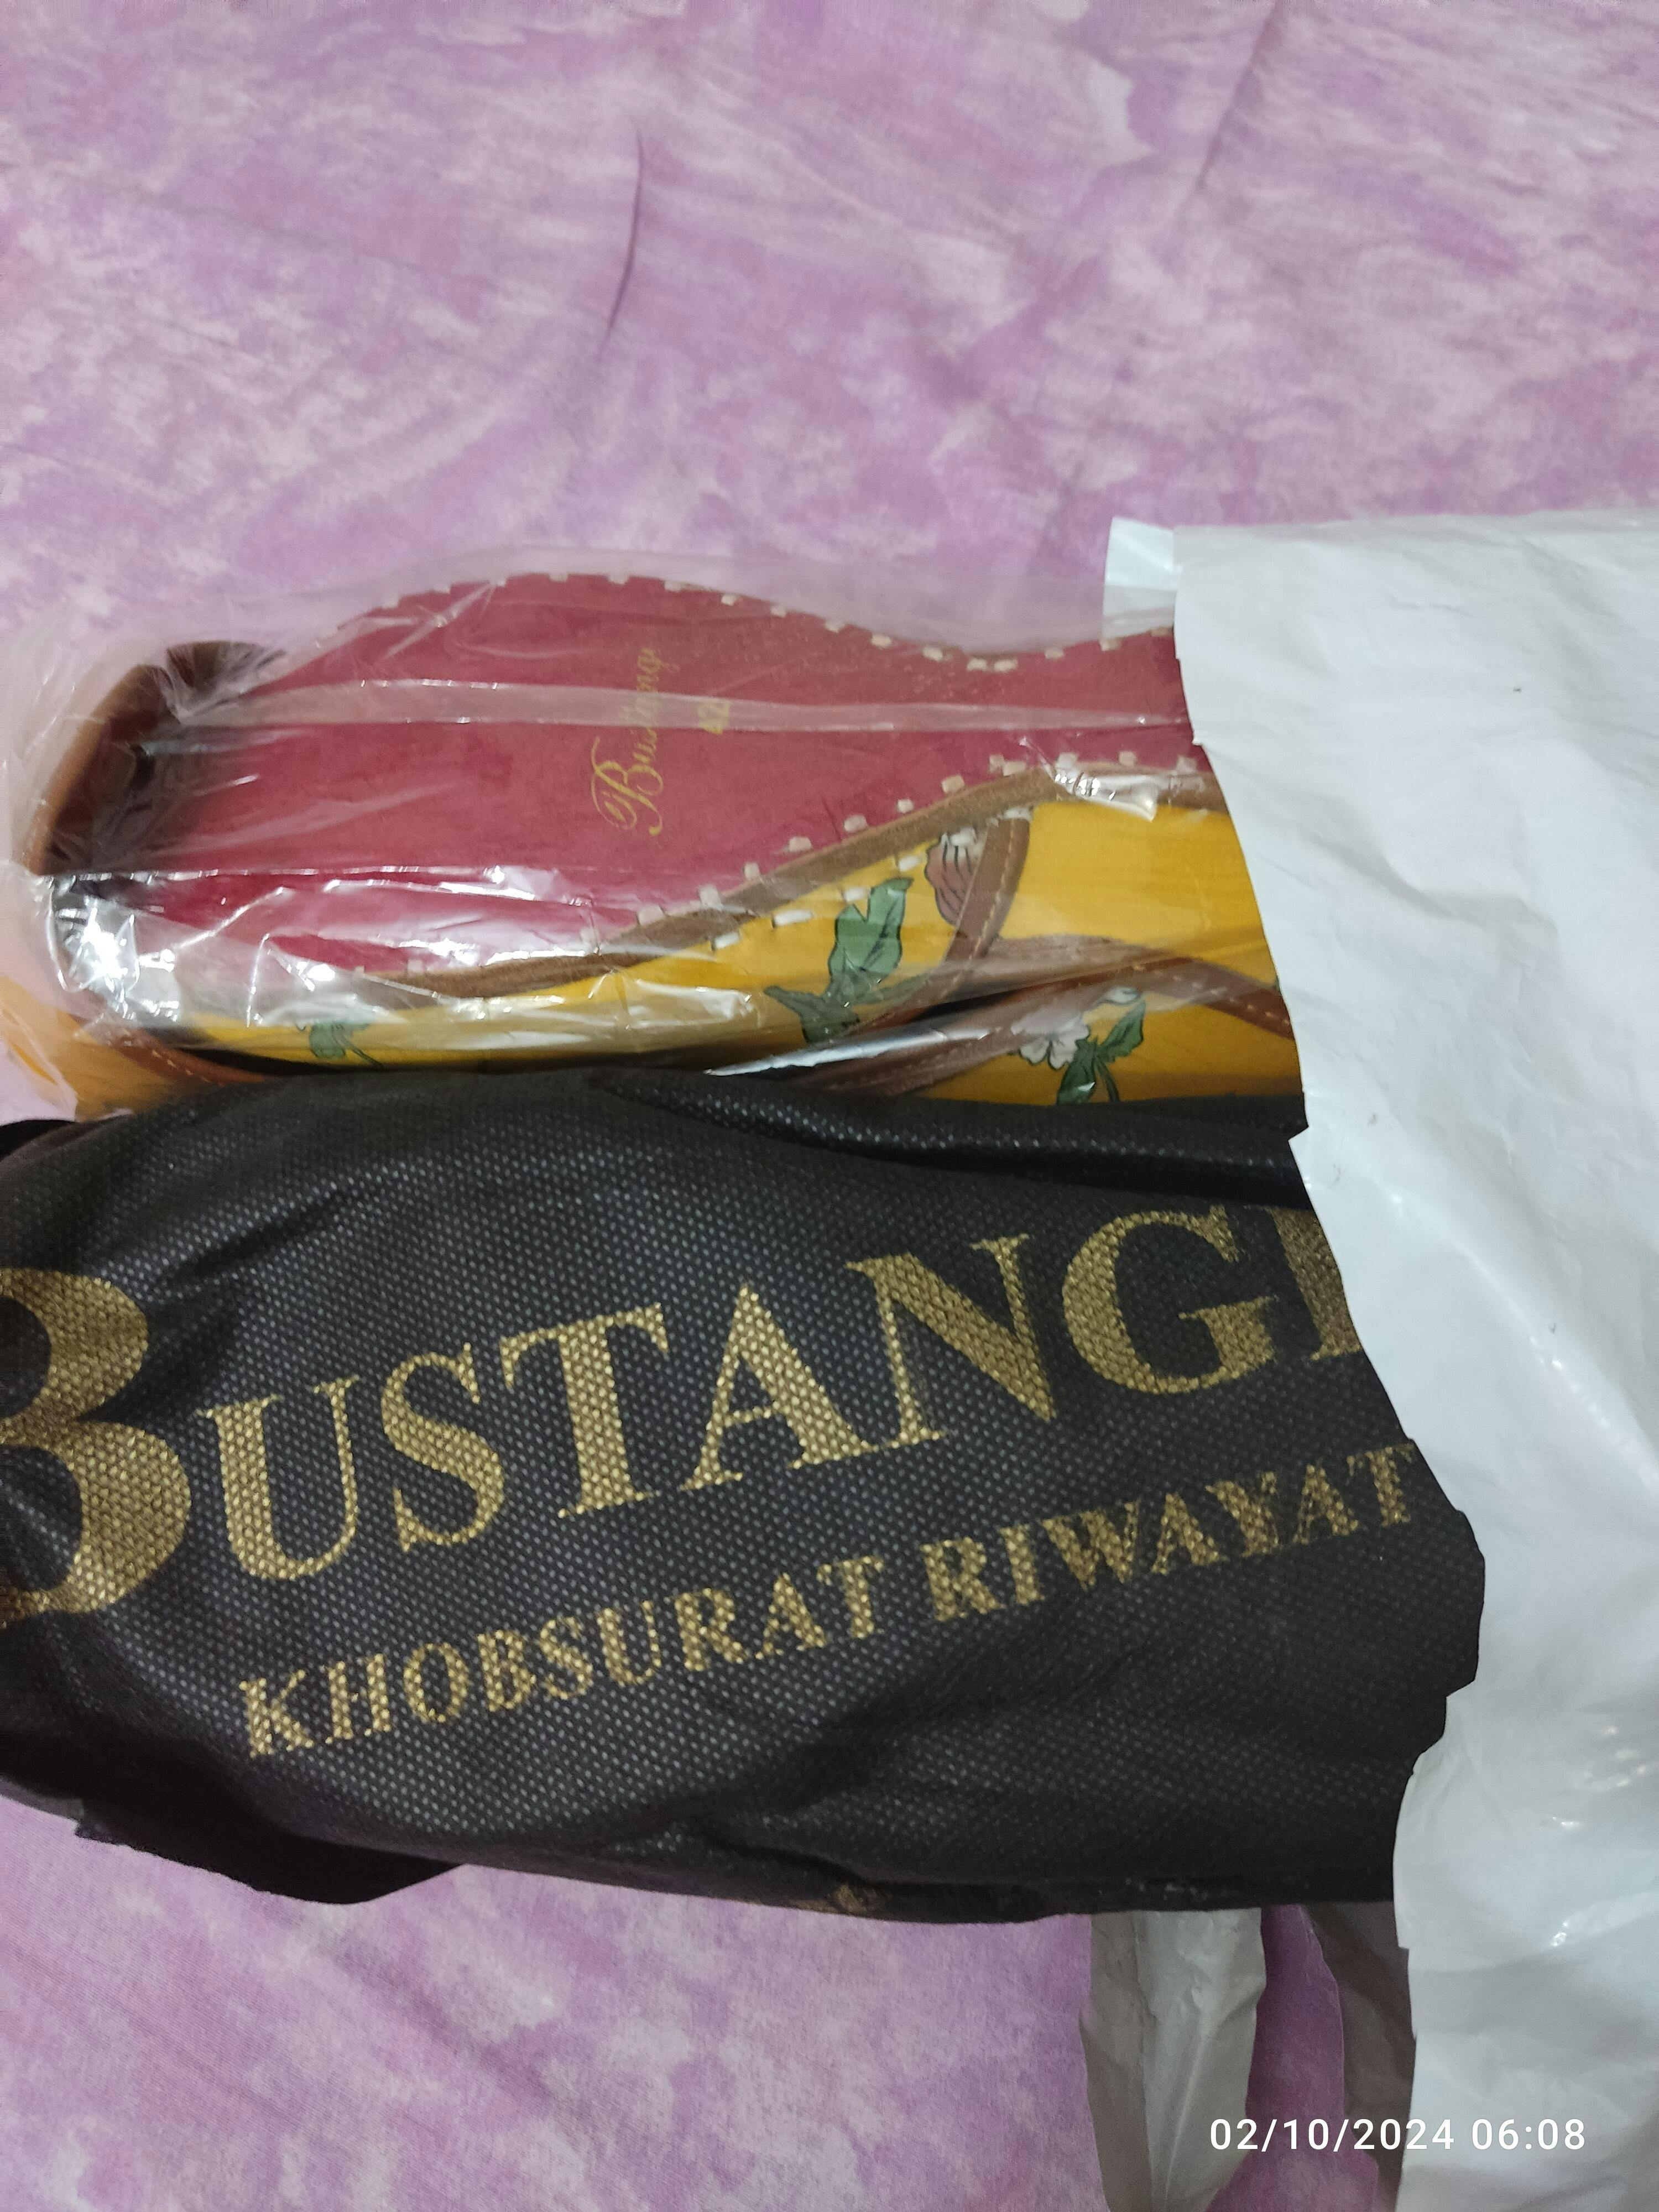 Bustangi
42
BUSTANGI
KHOBSURAT RIWAYAT
02/10/2024 06:08